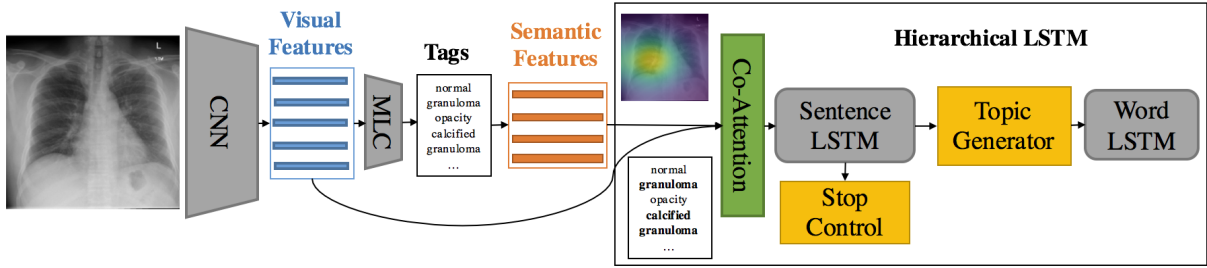 L
CNN
Visual
Features
MLC
Tags
normal
granuloma
opacity
calcified
granuloma
...
Semantic
Features
normal
granuloma
opacity
calcified
granuloma
...
Co-Attention
Hierarchical LSTM
Sentence
LSTM
Stop
Control
Topic
Generator
Word
LSTM